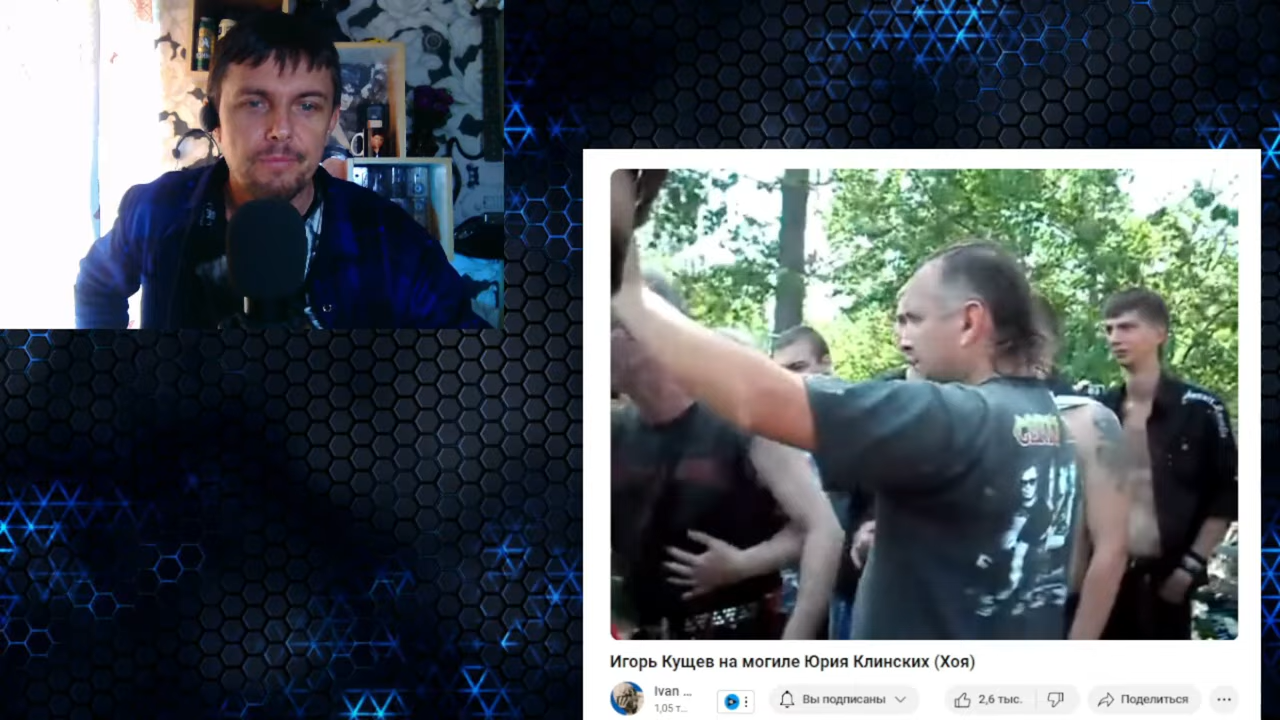 Игорь Кущев на могиле Юрия Клинских (Хоя)
Ivan ...
1,05 т...
Вы подписаны
2,6 тыс.
Поделиться